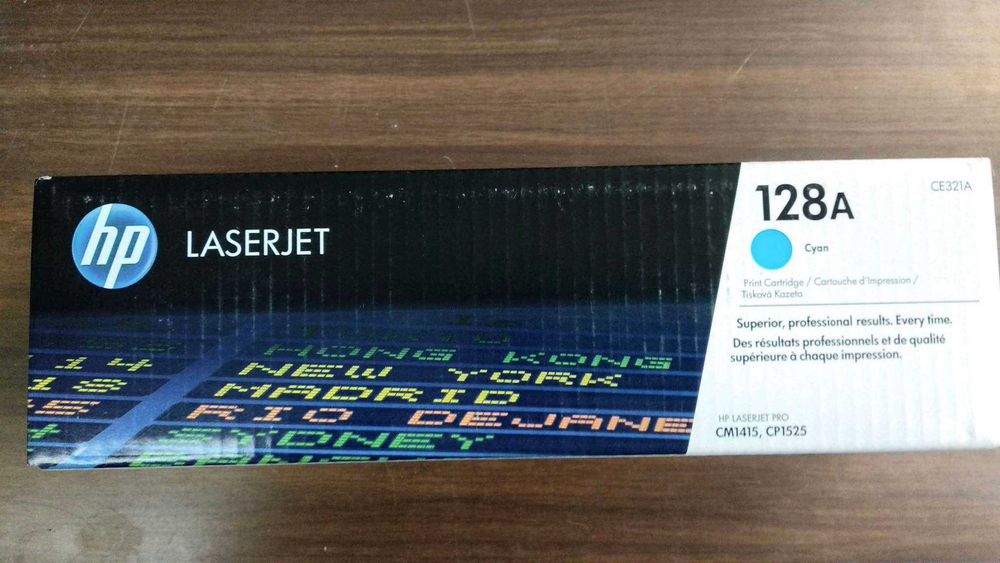 hp
LASERJET
14
HONG KONG
NEW YORK
MADRID
RIO DEJANE
SYDNEY
128A
CE321A
Cyan
Print Cartridge / Cartouche d'Impression /
Tisková Kazeta
Superior, professional results. Every time.
Des résultats professionnels et de qualité
supérieure à chaque impression.
HP LASERJET PRO
CM1415, CP1525